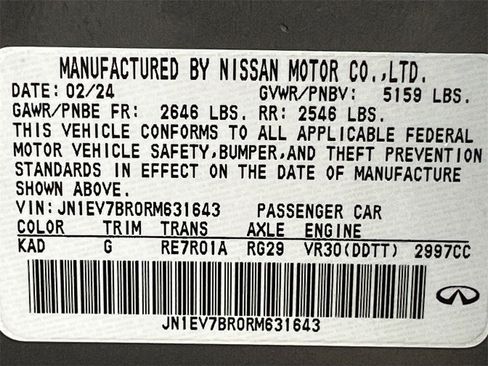 MANUFACTURED BY NISSAN MOTOR CO.,LTD.
DATE: 02/24 GVWR/PNBV: 5159 LBS.
GAWR/PNBE FR: 2646 LBS. RR: 2546 LBS.
THIS VEHICLE CONFORMS TO ALL APPLICABLE FEDERAL
MOTOR VEHICLE SAFETY,BUMPER,AND THEFT PREVENTION
STANDARDS IN EFFECT ON THE DATE OF MANUFACTURE
SHOWN ABOVE.
VIN: JN1EV7BR0RM631643 PASSENGER CAR
COLOR TRIM TRANS AXLE ENGINE
KAD G RE7R01A RG29 VR30(DDTT) 2997CC
JN1EV7BR0RM631643